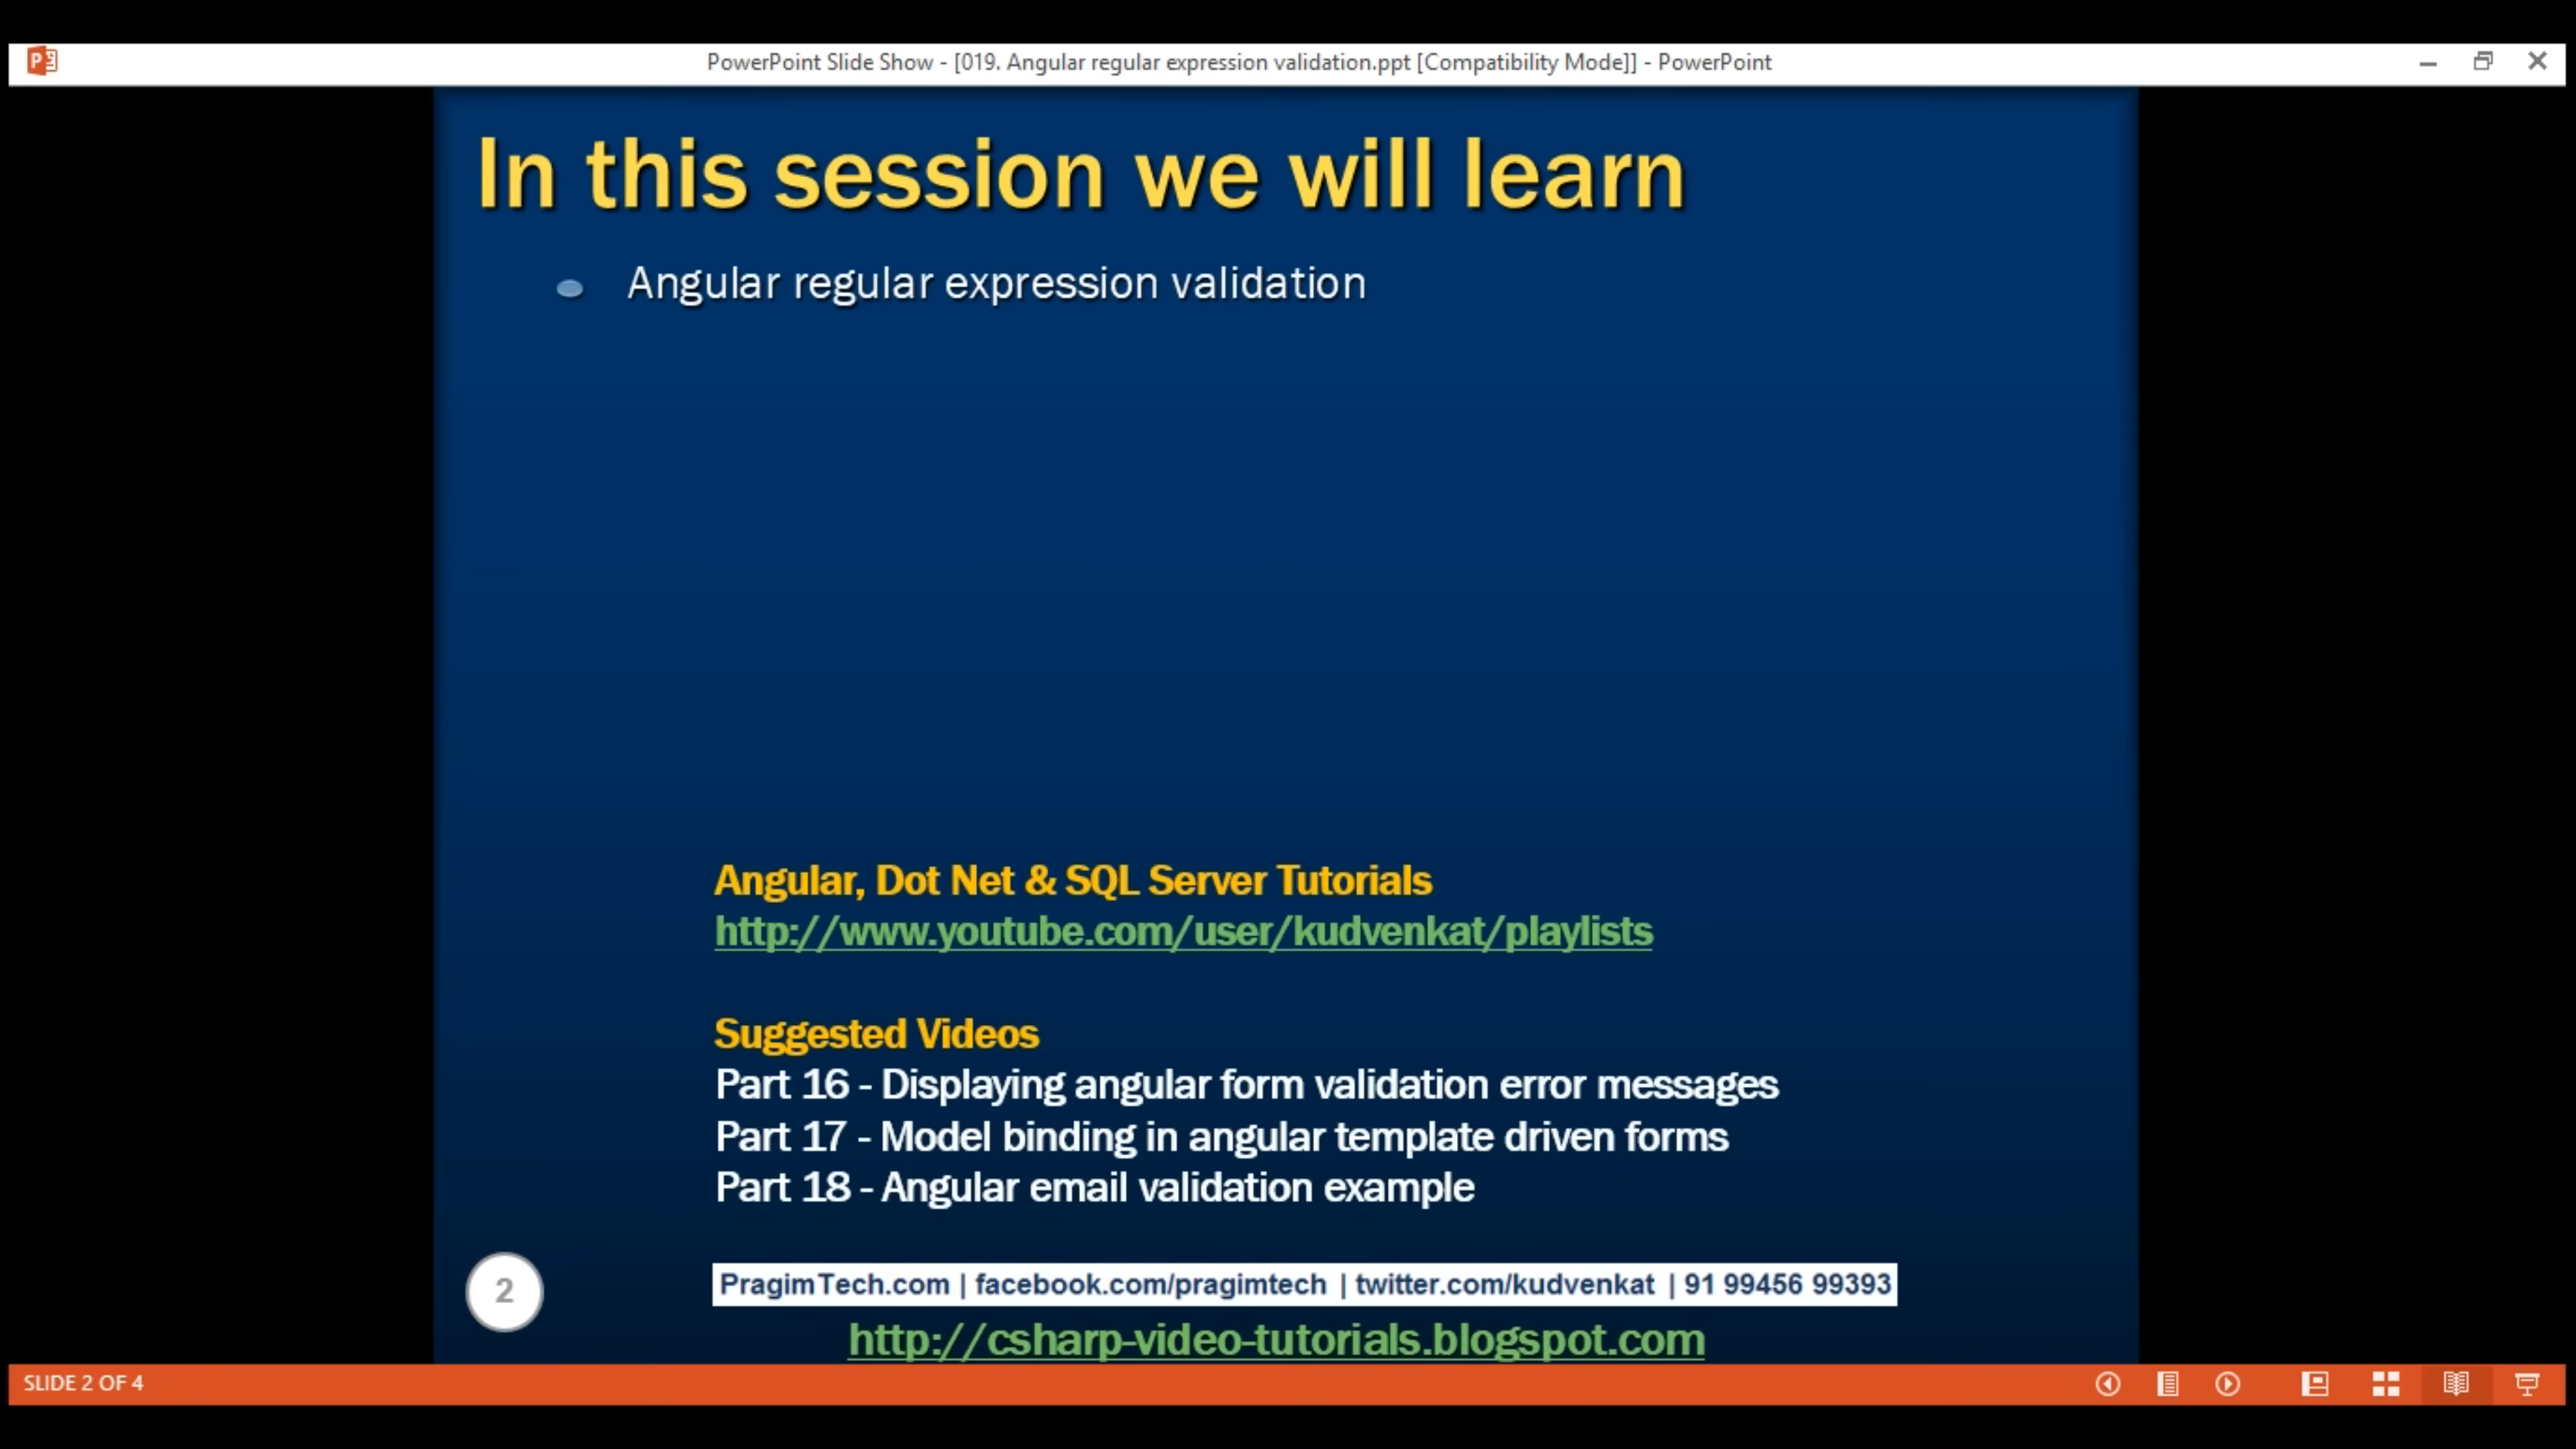 PowerPoint Slide Show - [019. Angular regular expression validation.ppt [Compatibility Mode]] - PowerPoint
In this session we will learn
Angular regular expression validation
Angular, Dot Net & SQL Server Tutorials
http://www.youtube.com/user/kudvenkat/playlists
Suggested Videos
Part 16 - Displaying angular form validation error messages
Part 17 - Model binding in angular template driven forms
Part 18 - Angular email validation example
2
PragimTech.com | facebook.com/pragimtech | twitter.com/kudvenkat | 91 99456 99393
http://csharp-video-tutorials.blogspot.com
SLIDE 2 OF 4